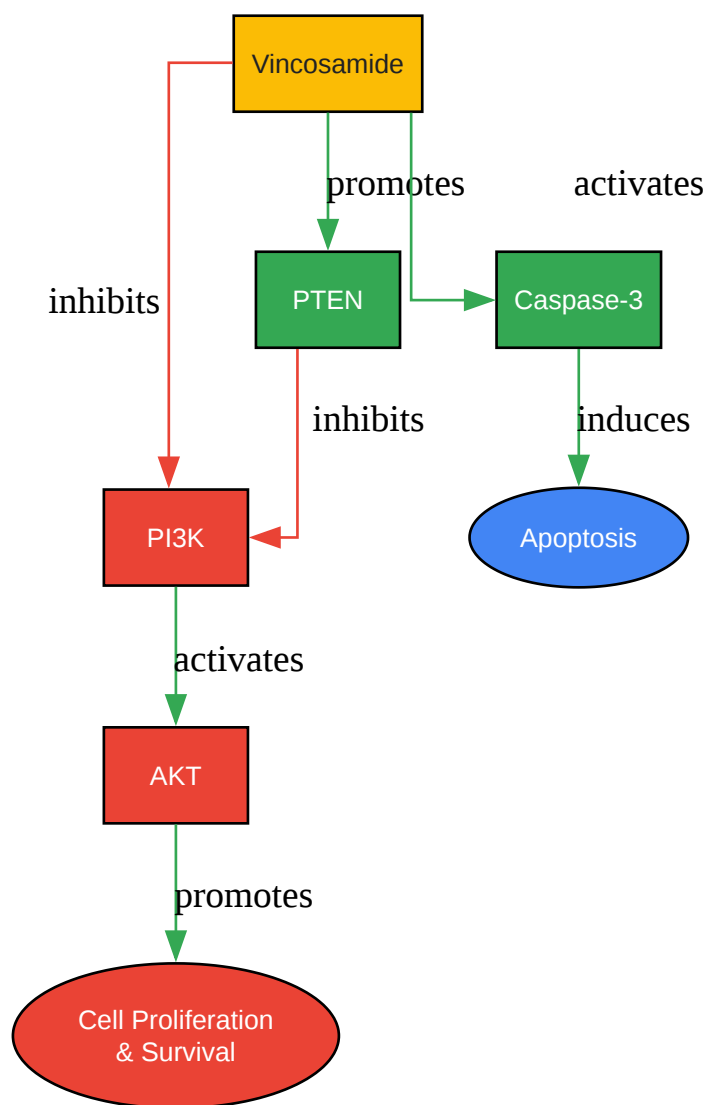 Vincosamide
promotes
activates
PTEN
Caspase-3
inhibits
inhibits
induces
PI3K
Apoptosis
activates
AKT
promotes
Cell Proliferation
& Survival